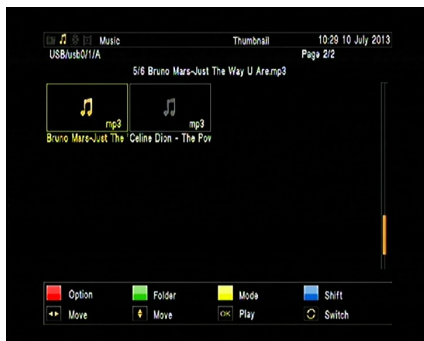 Music Thumbnail 10:29 10 July 2013
USB/usb0/1/A Page 2/2
5/6 Bruno Mars-Just The Way U Are.mp3
mp3 mp3
Bruno Mars-Just The Celine Dion - The Pow
Option Folder Mode Shift
Move Move OK Play Switch